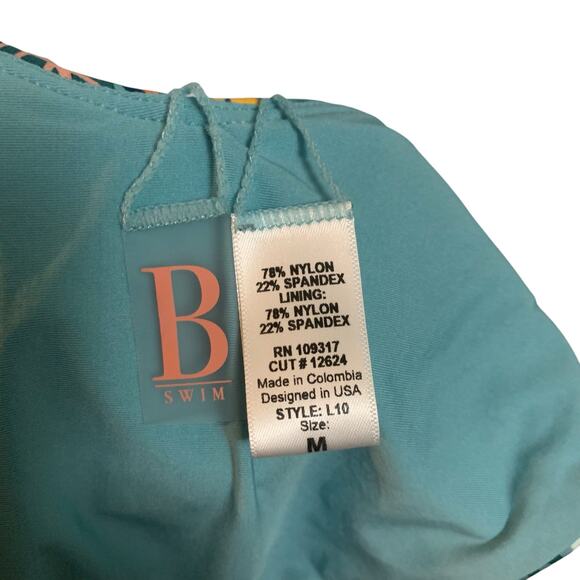 B
SWIM
78% NYLON
22% SPANDEX
LINING:
78% NYLON
22% SPANDEX
RN 109317
CUT # 12624
Made in Colombia
Designed in USA
STYLE: L10
Size:
M